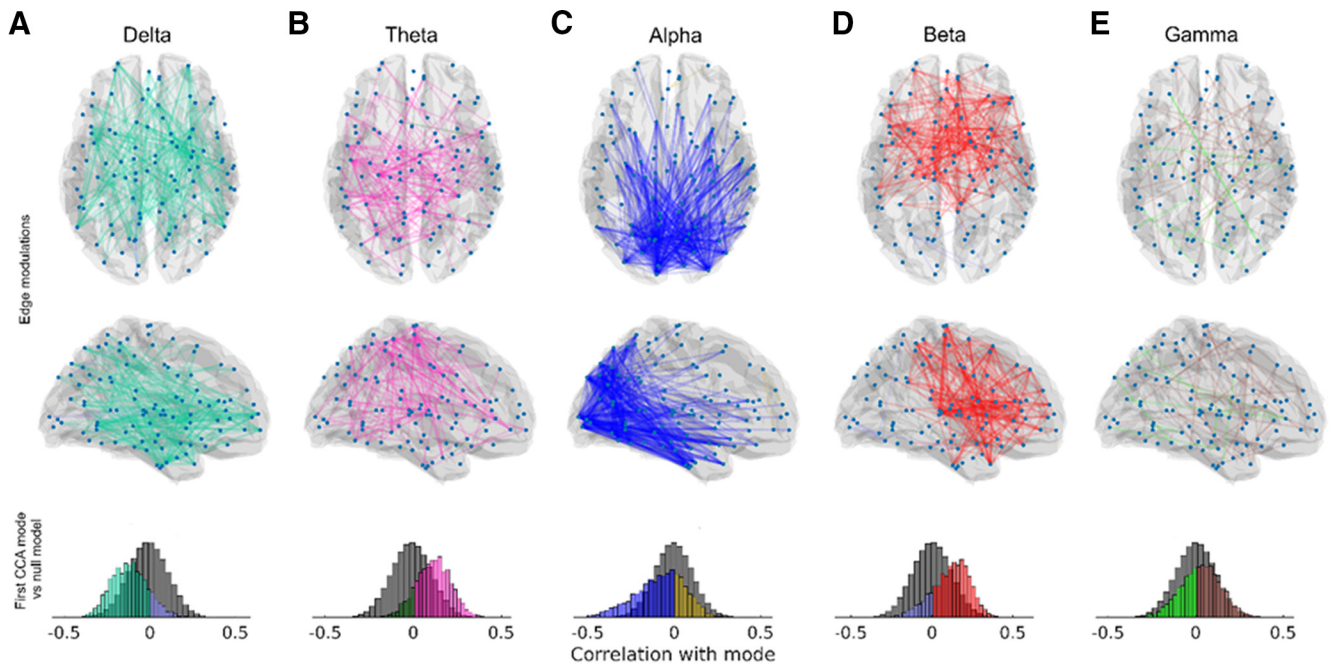 A B C D E
Delta Theta Alpha Beta Gamma
Edge modulations
First CCA mode
vs null model
-0.5 0 0.5 -0.5 0 0.5 -0.5 0 0.5 -0.5 0 0.5 -0.5 0 0.5
Correlation with mode